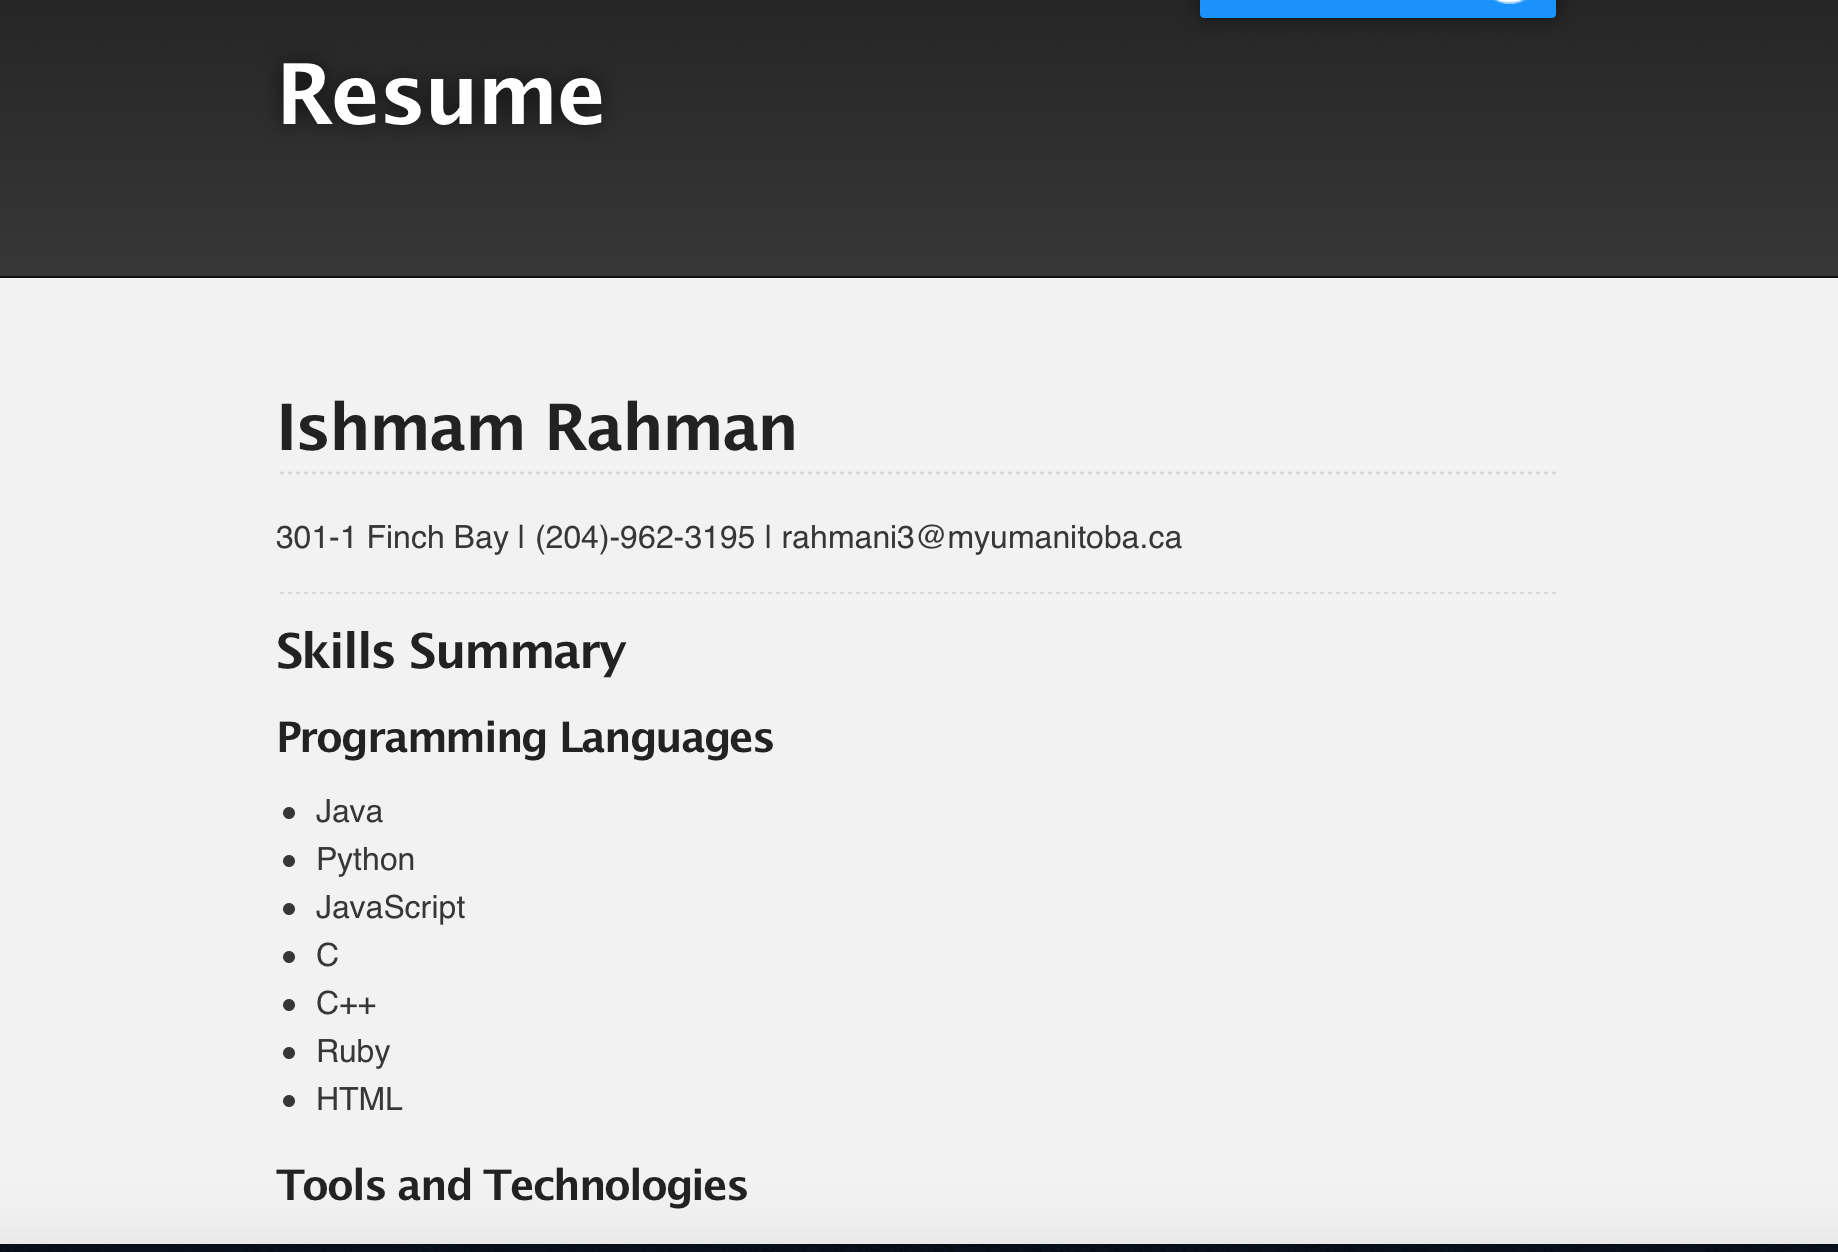 Resume
Ishmam Rahman
301-1 Finch Bay | (204)-962-3195 | rahmani3@myumanitoba.ca
Skills Summary
Programming Languages
Java
Python
JavaScript
C
C++
Ruby
HTML
Tools and Technologies